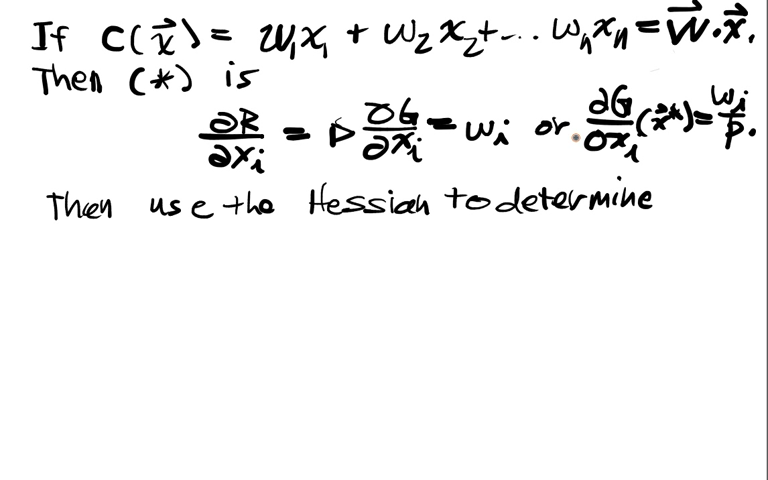 If C(x⃗) = w₁x₁ + w₂x₂+... wₙxₙ = w⃗.x⃗.
Then (*) is
∂R/∂xᵢ = p ∂G/∂xᵢ = wᵢ or ∂G/∂xᵢ(x⃗*) = wᵢ/p.
Then use the Hessian to determine